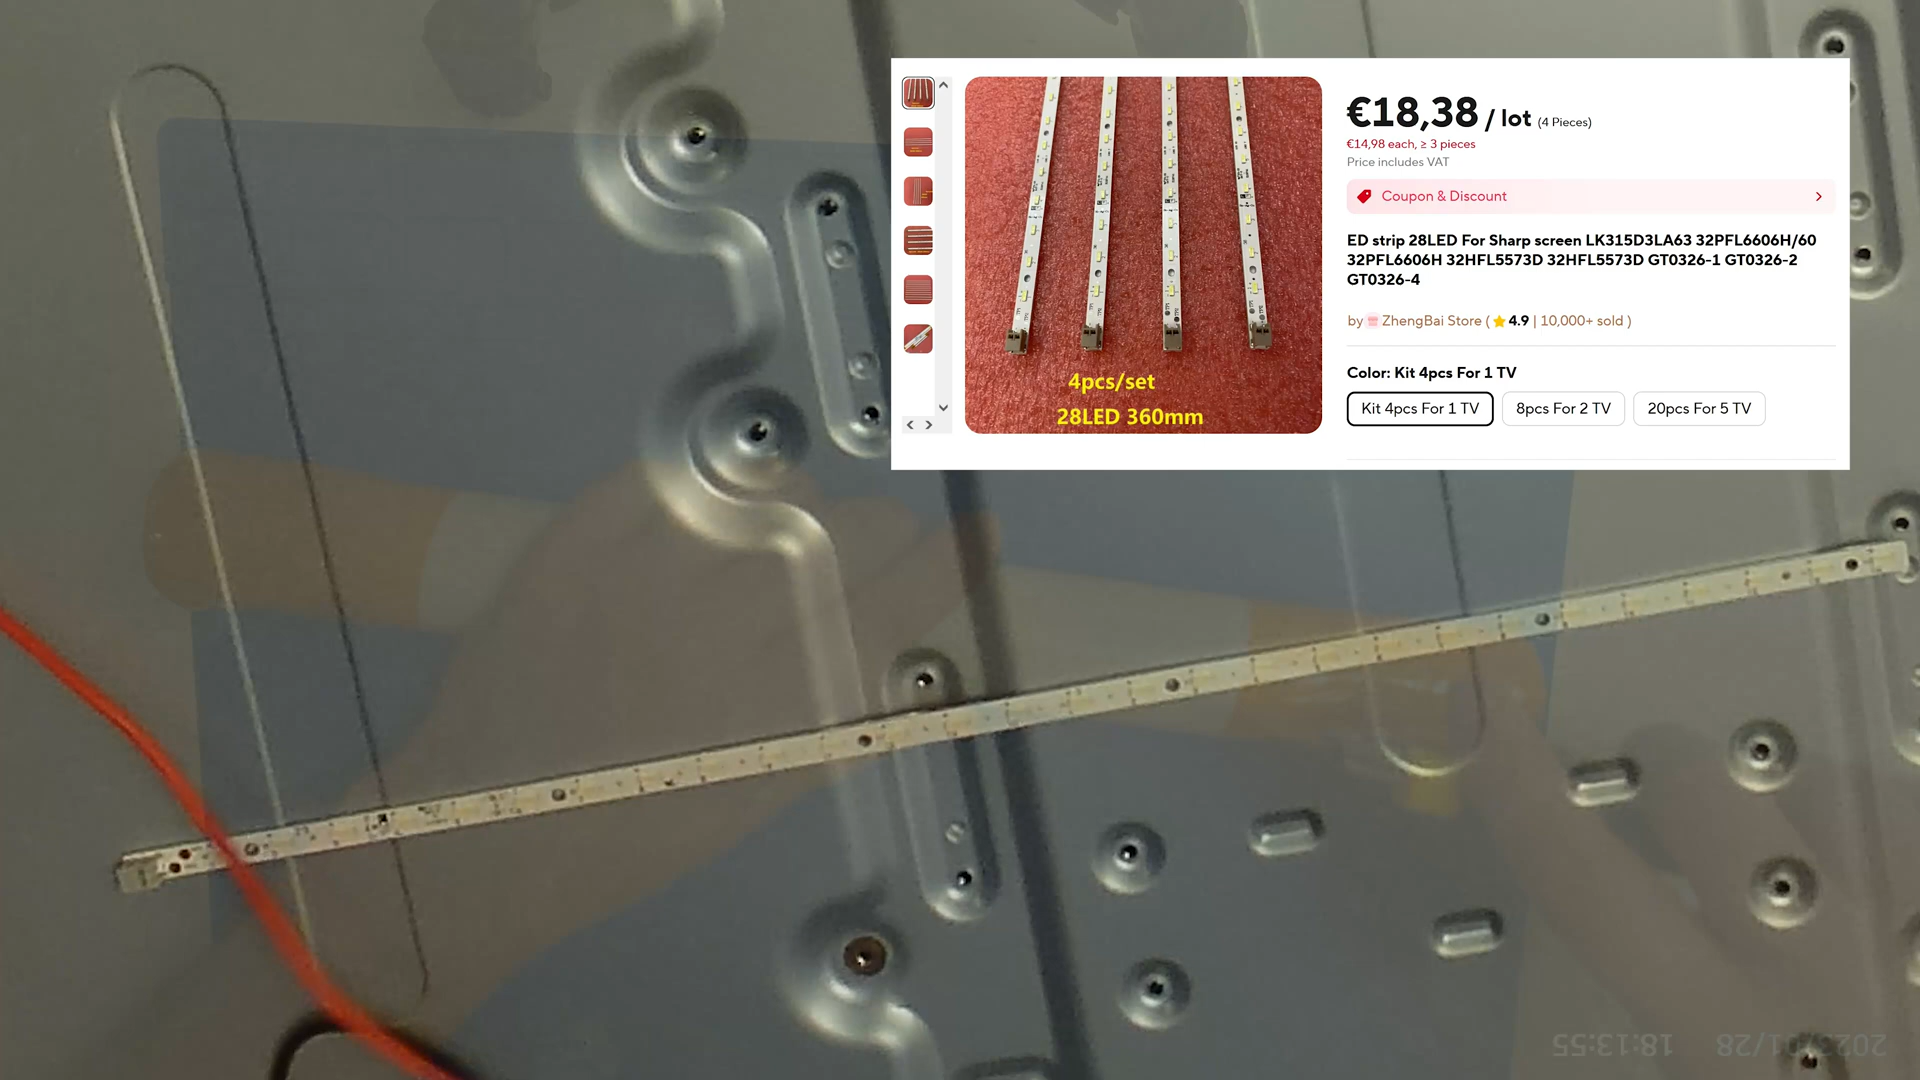 €18,38 / lot (4 Pieces)
€14,98 each, ≥ 3 pieces
Price includes VAT
Coupon & Discount
ED strip 28LED For Sharp screen LK315D3LA63 32PFL6606H/60
32PFL6606H 32HFL5573D 32HFL5573D GT0326-1 GT0326-2
GT0326-4
by ZhengBai Store ( 4.9 | 10,000+ sold )
Color: Kit 4pcs For 1 TV
Kit 4pcs For 1 TV
8pcs For 2 TV
20pcs For 5 TV
4pcs/set
28LED 360mm
2023/01/28 18:13:55